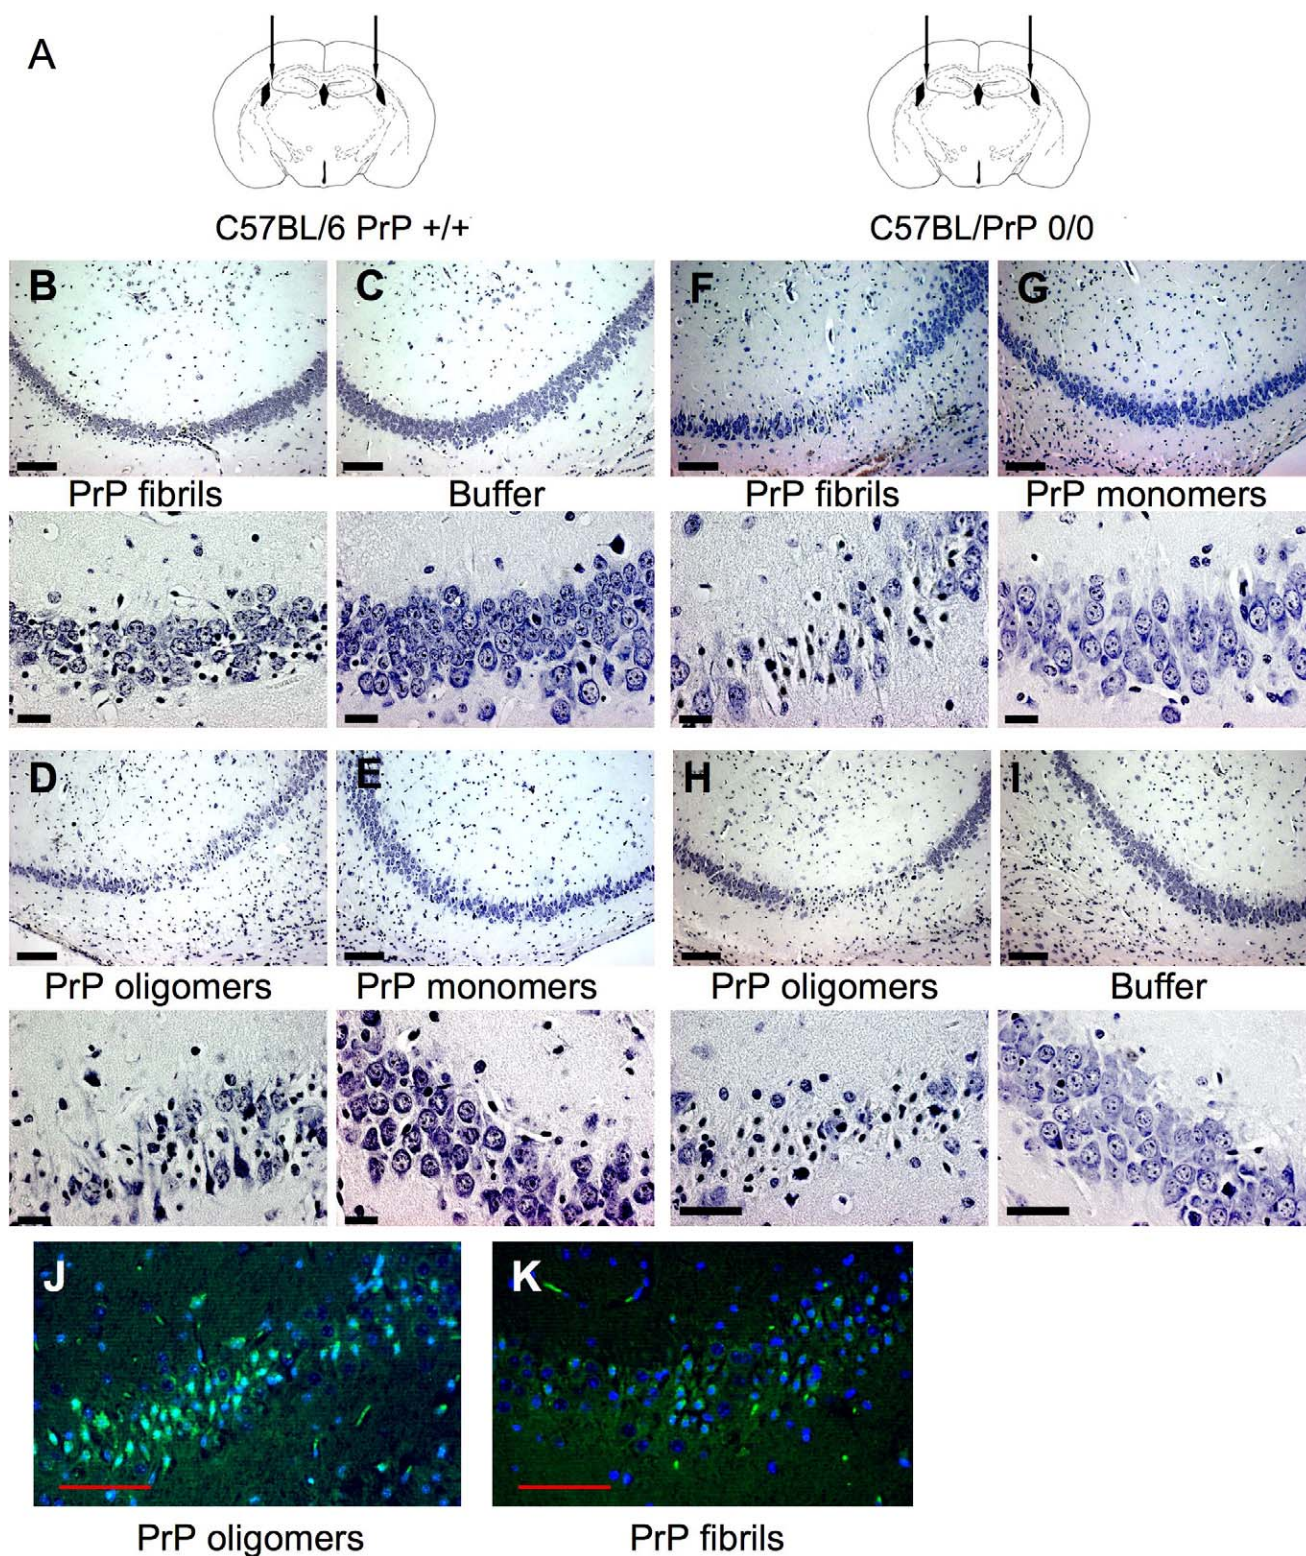 A
C57BL/6 PrP +/+
C57BL/PrP 0/0
B
C
F
G
PrP fibrils
Buffer
PrP fibrils
PrP monomers
D
E
H
I
PrP oligomers
PrP monomers
PrP oligomers
Buffer
J
K
PrP oligomers
PrP fibrils